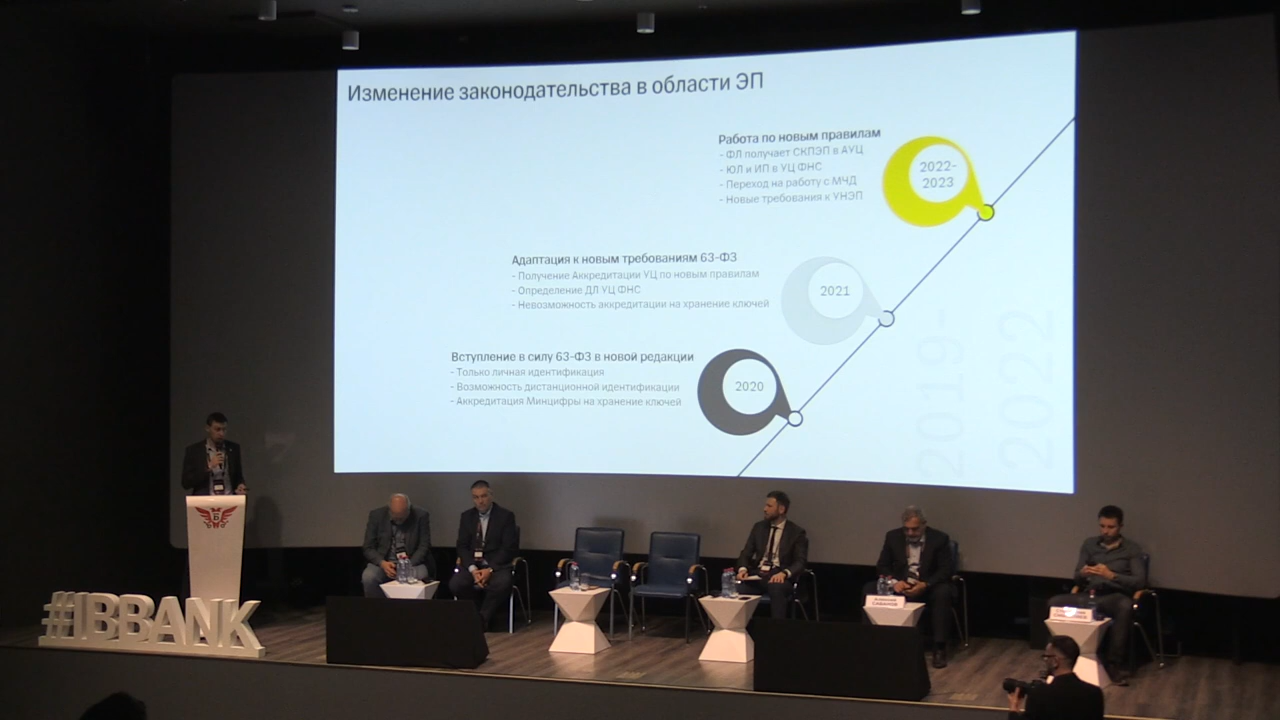 Изменение законодательства в области ЭП
Работа по новым правилам
- ФЛ получает СКПЭП в АУЦ
- ЮЛ и ИП в УЦ ФНС
- Переход на работу с МЧД
- Новые требования к УНЭП
2022-
2023
Адаптация к новым требованиям 63-ФЗ
- Получение Аккредитации УЦ по новым правилам
- Определение ДЛ УЦ ФНС
- Невозможность аккредитации на хранение ключей
2021
Вступление в силу 63-ФЗ в новой редакции
- Только личная идентификация
- Возможность дистанционной идентификации
- Аккредитация Минцифры на хранение ключей
2020
2019-
2022
#IBBANK
САБАНОВ